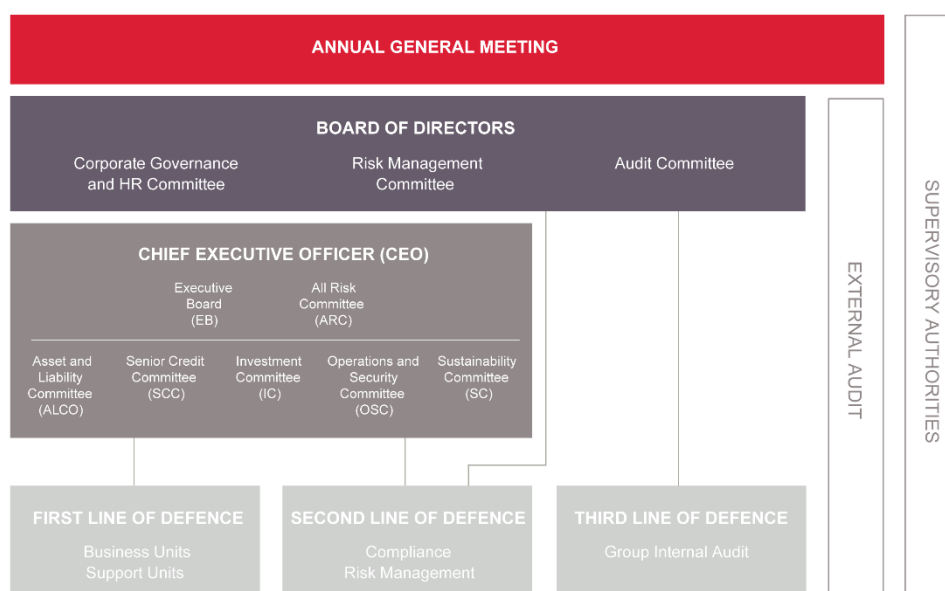 ANNUAL GENERAL MEETING
BOARD OF DIRECTORS
Corporate Governance
and HR Committee
Risk Management
Committee
Audit Committee
CHIEF EXECUTIVE OFFICER (CEO)
Executive
Board
(EB)
All Risk
Committee
(ARC)
Asset and
Liability
Committee
(ALCO)
Senior Credit
Committee
(SCC)
Investment
Committee
(IC)
Operations and
Security
Committee
(OSC)
Sustainability
Committee
(SC)
FIRST LINE OF DEFENCE
Business Units
Support Units
SECOND LINE OF DEFENCE
Compliance
Risk Management
THIRD LINE OF DEFENCE
Group Internal Audit
EXTERNAL AUDIT
SUPERVISORY AUTHORITIES